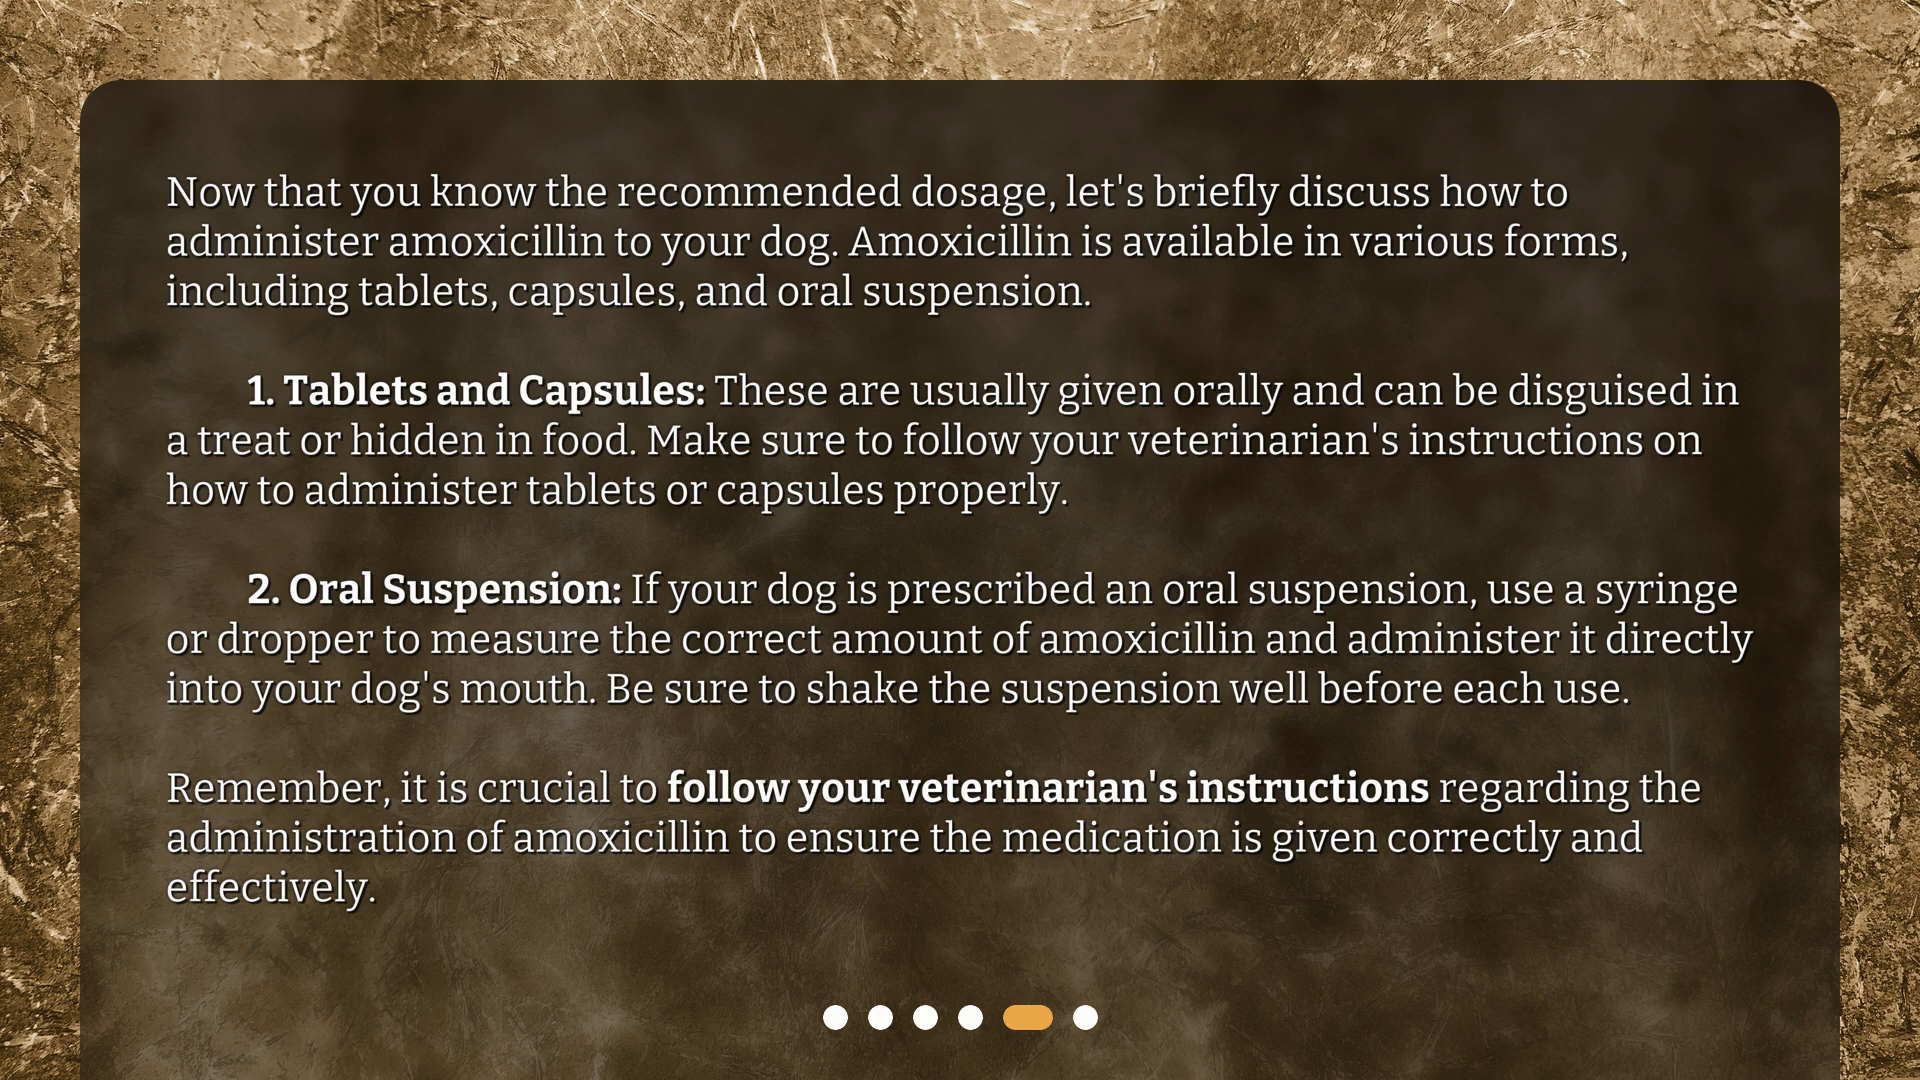 Now that you know the recommended dosage, let's briefly discuss how to
administer amoxicillin to your dog. Amoxicillin is available in various forms,
including tablets, capsules, and oral suspension.
1. Tablets and Capsules: These are usually given orally and can be disguised in
a treat or hidden in food. Make sure to follow your veterinarian's instructions on
how to administer tablets or capsules properly.
2. Oral Suspension: If your dog is prescribed an oral suspension, use a syringe
or dropper to measure the correct amount of amoxicillin and administer it directly
into your dog's mouth. Be sure to shake the suspension well before each use.
Remember, it is crucial to follow your veterinarian's instructions regarding the
administration of amoxicillin to ensure the medication is given correctly and
effectively.